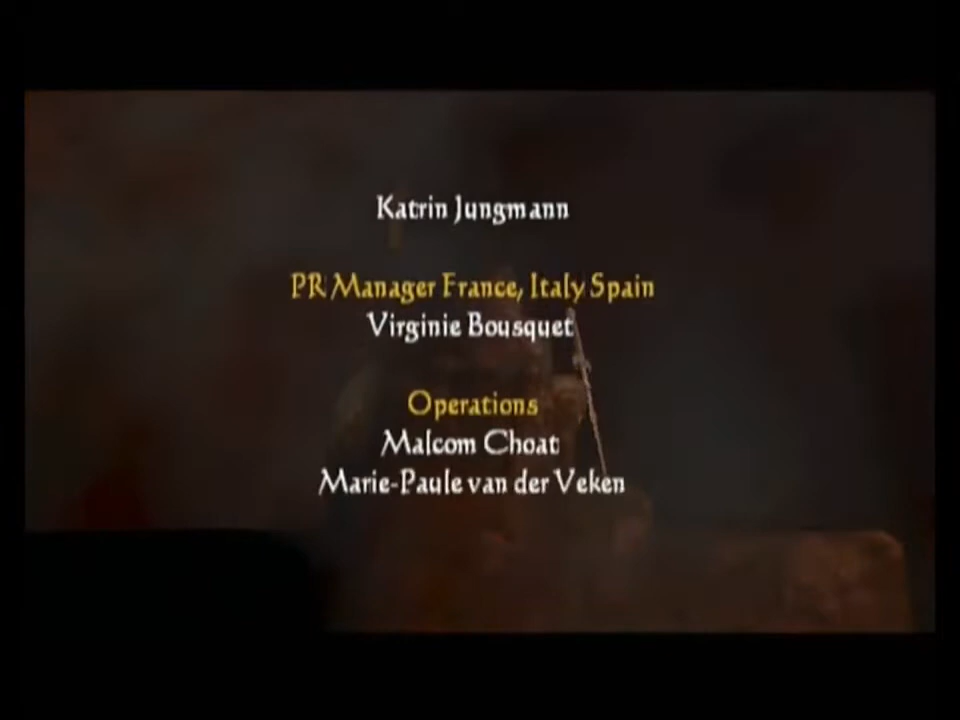 Katrin Jungmann
PR Manager France, Italy Spain
Virginie Bousquet
Operations
Malcom Choat
Marie-Paule van der Veken